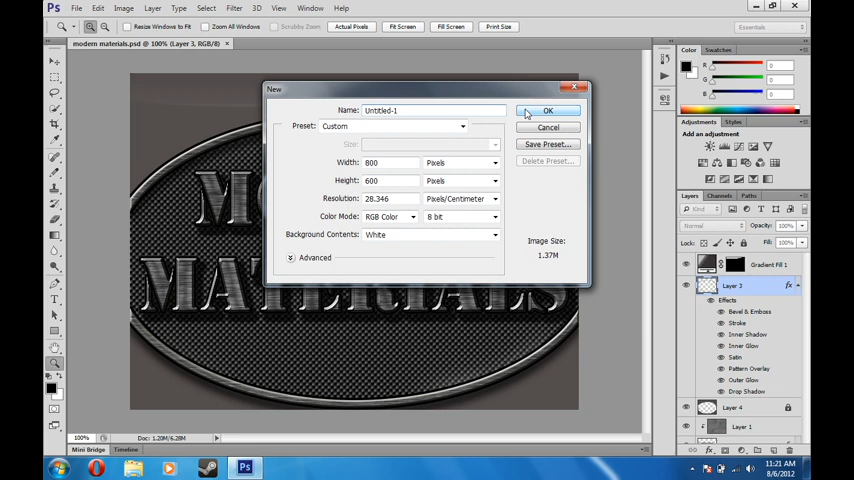 Ps File Edit Image Layer Type Select Filter 3D View Window Help
Resize Windows to Fit Zoom All Windows Scrubby Zoom Actual Pixels Fit Screen Fill Screen Print Size Essentials
modern materials.psd @ 100% (Layer 3, RGB/8) ×
MATERIALS
New
Name: Untitled-1 OK
Preset: Custom Cancel
Size: Save Preset...
Width: 800 Pixels Delete Preset...
Height: 600 Pixels
Resolution: 28.346 Pixels/Centimeter
Color Mode: RGB Color 8 bit
Background Contents: White
Image Size:
1.37M
Advanced
Color Swatches
R 0
G 0
B 0
Adjustments Styles
Add an adjustment
Layers Channels Paths
Kind
Normal Opacity: 100%
Lock: Fill: 100%
Gradient Fill 1
Layer 3 fx
Effects
Bevel & Emboss
Stroke
Inner Shadow
Inner Glow
Satin
Pattern Overlay
Outer Glow
Drop Shadow
Layer 4
Layer 1
100% Doc: 1.20M/6.28M
Mini Bridge Timeline
Ps
11:21 AM
8/6/2012